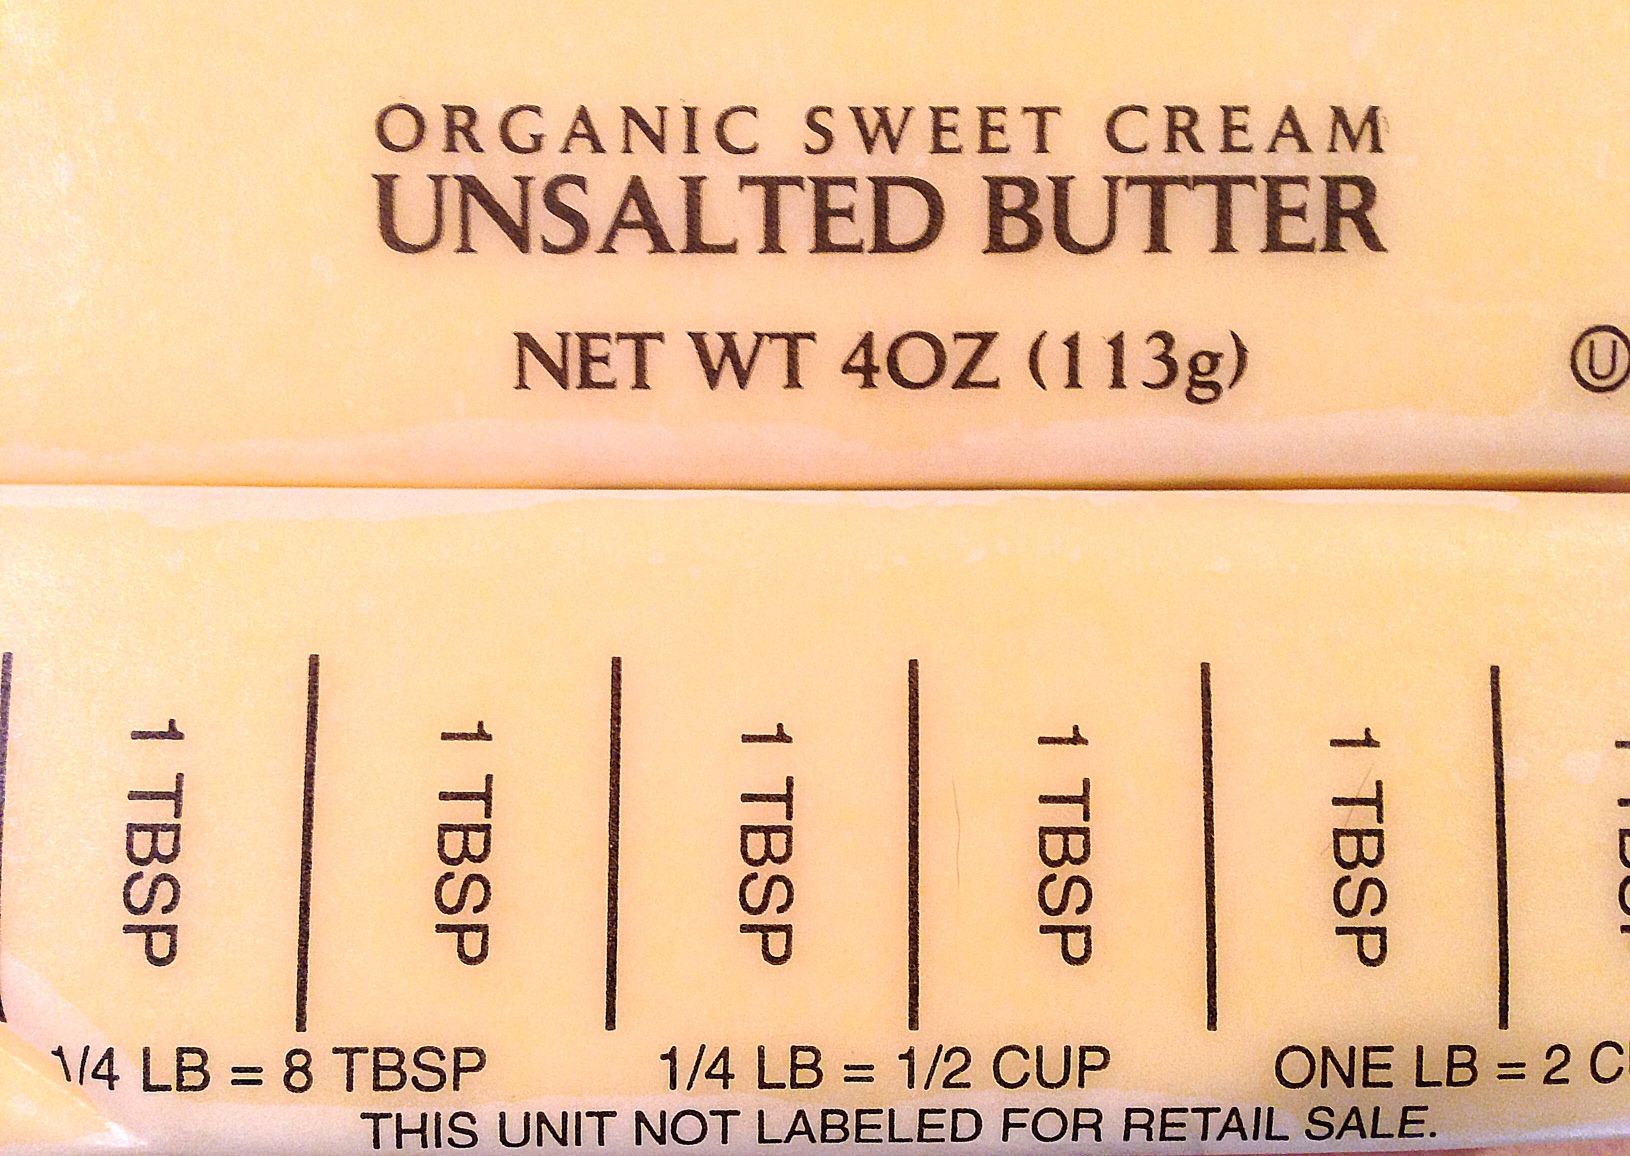 ORGANIC SWEET CREAM
UNSALTED BUTTER
NET WT 4OZ (113g)
U
1 TBSP
1 TBSP
1 TBSP
1 TBSP
1 TBSP
1/4 LB = 8 TBSP 1/4 LB = 1/2 CUP ONE LB = 2
THIS UNIT NOT LABELED FOR RETAIL SALE.